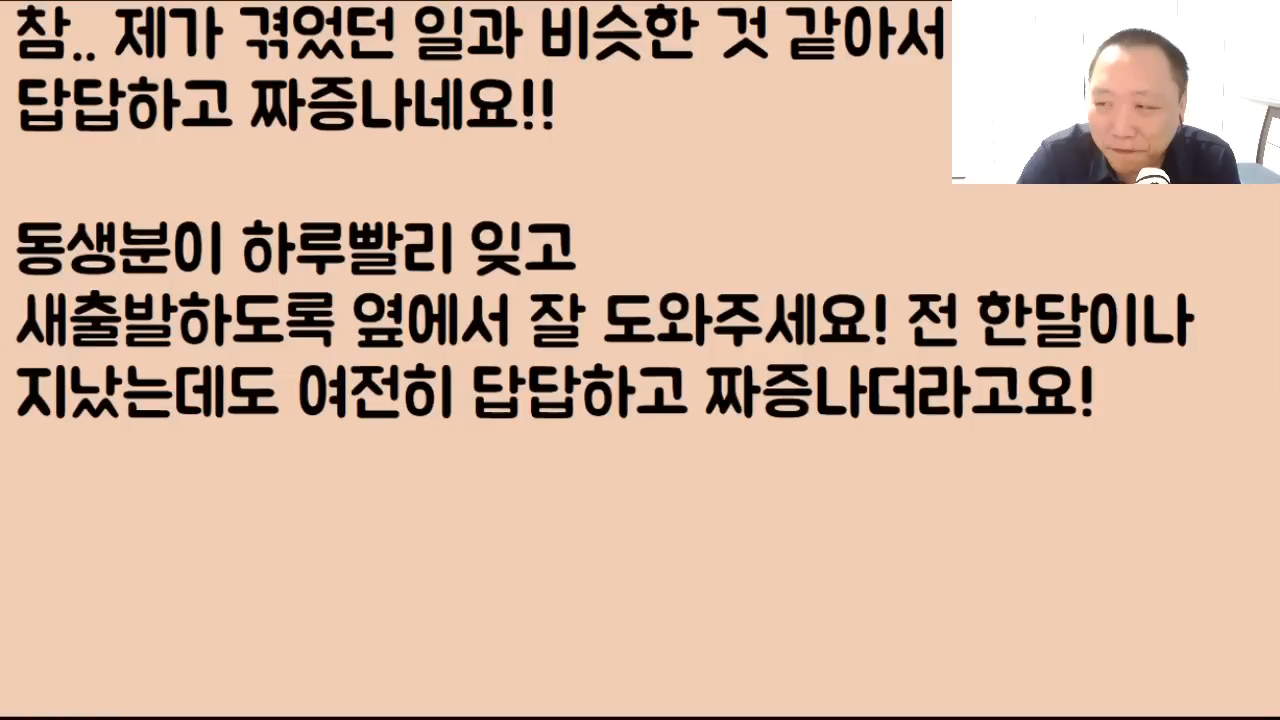 참.. 제가 겪었던 일과 비슷한 것 같아서
답답하고 짜증나네요!!
동생분이 하루빨리 잊고
새출발하도록 옆에서 잘 도와주세요! 전 한달이나
지났는데도 여전히 답답하고 짜증나더라고요!